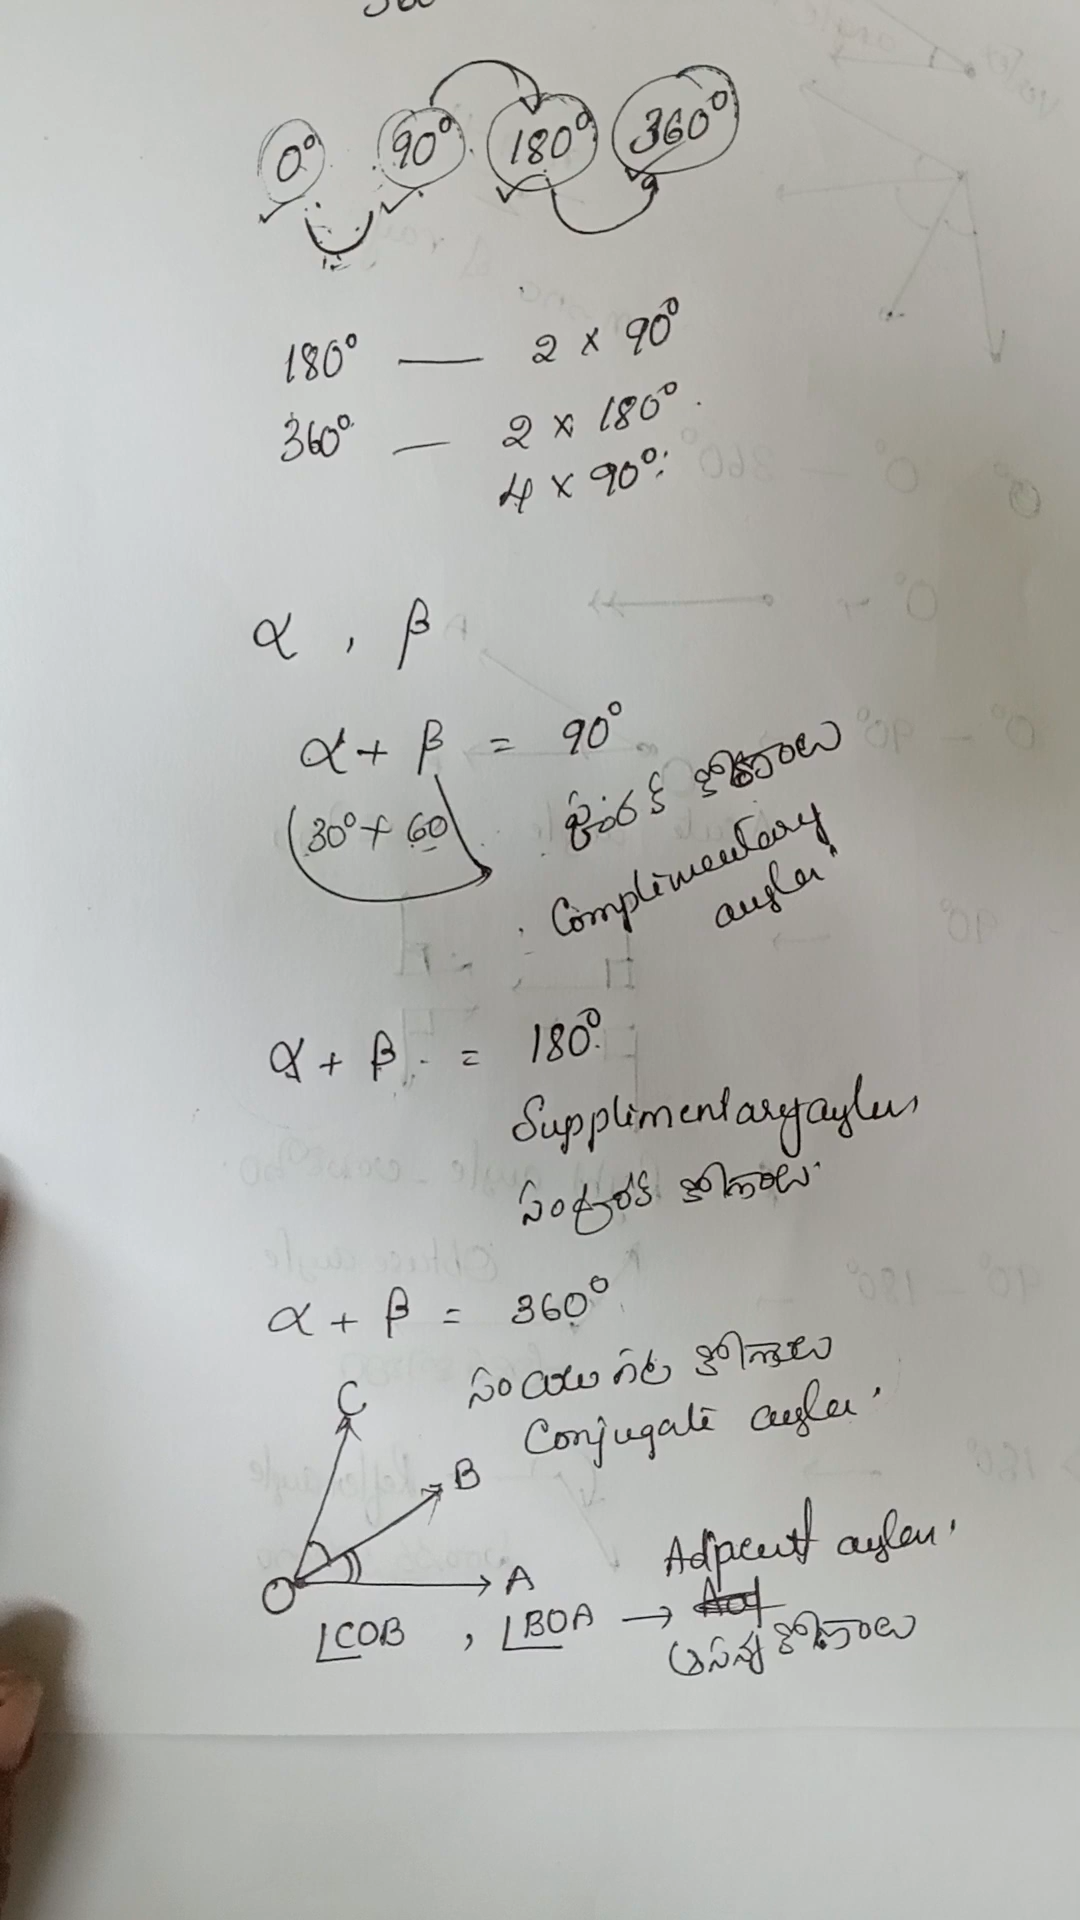 0° 90° 180° 360°
180° — 2 x 90°
360° — 2 x 180°
4 x 90°
α , β
α + β = 90°
(30° + 60)
పూరక కోణాలు
Complimentary
angles
α + β = 180°
Supplimentary angles
సంపూరక కోణాలు
α + β = 360°
సంయుగ్మ కోణాలు
Conjugate angles
C
B
A
O
∠COB , ∠BOA → Adjacent angles
ఆసన్న కోణాలు